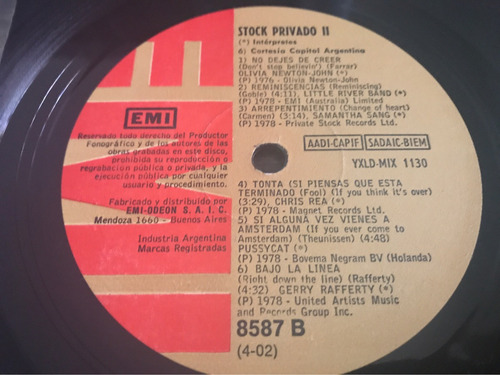 STOCK PRIVADO II
(*) Intérpretes
6) Cortesía Capitol Argentina
1) NO DEJES DE CREER
(Don't stop believin') (Farrar)
OLIVIA NEWTON-JOHN (*)
(P) 1976 - Olivia Newton-John
2) REMINISCENCIAS (Reminiscing)
(Goble) (4:11), LITTLE RIVER BAND (*)
(P) 1978 - EMI (Australia) Limited
3) ARREPENTIMIENTO (Change of heart)
(Carmen) (3:14), SAMANTHA SANG (*)
(P) 1978 - Private Stock Records Ltd.
EMI
Reservado todo derecho del Productor
Fonográfico y de los autores de las
obras grabadas en este disco,
prohibida su reproducción o
regrabación pública o privada, y la
ejecución pública por cualquier
usuario y procedimiento.
Fabricado y distribuido por
EMI-ODEON S. A. I. C.
Mendoza 1660 - Buenos Aires
Industria Argentina
Marcas Registradas
AADI-CAPIF SADAIC-BIEM
YXLD-MIX 1130
4) TONTA (SI PIENSAS QUE ESTA
TERMINADO (Fool) (If you think it's over)
(3:29), CHRIS REA (*)
(P) 1978 - Magnet Records Ltd.
5) SI ALGUNA VEZ VIENES A
AMSTERDAM (If you ever come to
Amsterdam) (Theunissen) (4:48)
PUSSYCAT (*)
(P) 1978 - Bovema Negram BV (Holanda)
6) BAJO LA LINEA
(Right down the line) (Rafferty)
(4:32) GERRY RAFFERTY (*)
(P) 1978 - United Artists Music
and Records Group Inc.
8587 B
(4-02)